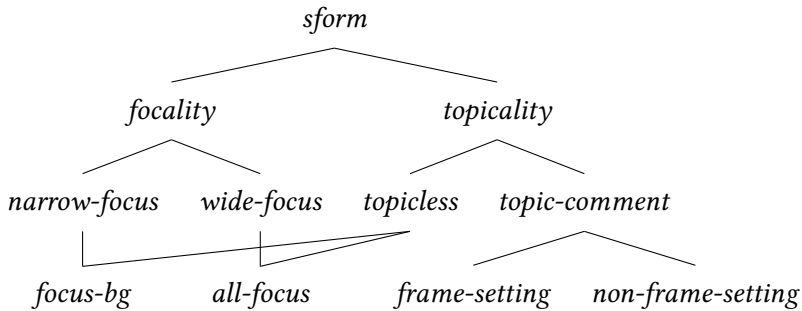 sform
focality topicality
narrow-focus wide-focus topicless topic-comment
focus-bg all-focus frame-setting non-frame-setting